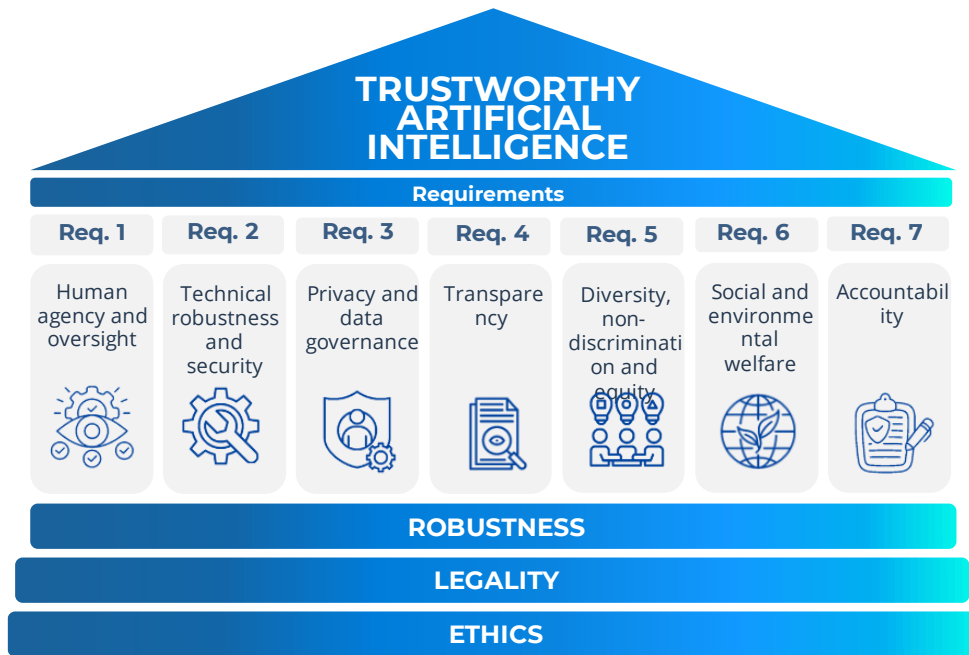 TRUSTWORTHY
ARTIFICIAL
INTELLIGENCE
Requirements
Req. 1
Req. 2
Req. 3
Req. 4
Req. 5
Req. 6
Req. 7
Human
agency and
oversight
Technical
robustness
and
security
Privacy and
data
governance
Transpare
ncy
Diversity,
non-
discriminati
on and
equity
Social and
environme
ntal
welfare
Accountabil
ity
ROBUSTNESS
LEGALITY
ETHICS